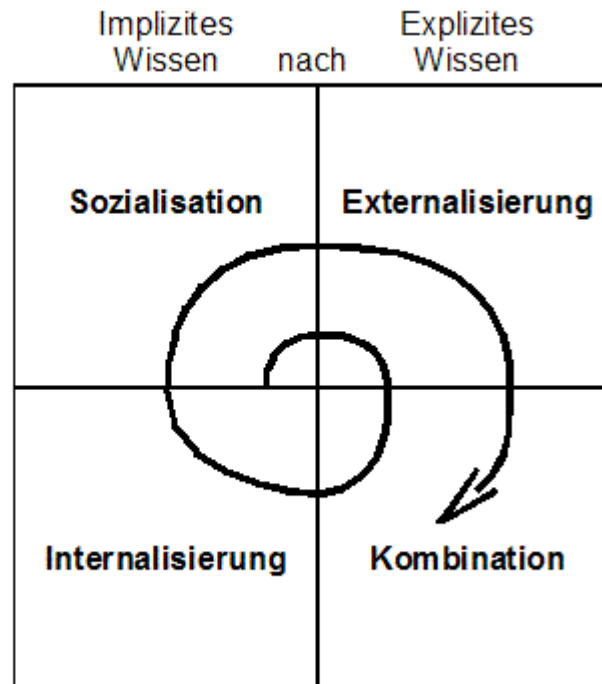 Implizites Explizites
Wissen nach Wissen
Sozialisation Externalisierung
Internalisierung Kombination